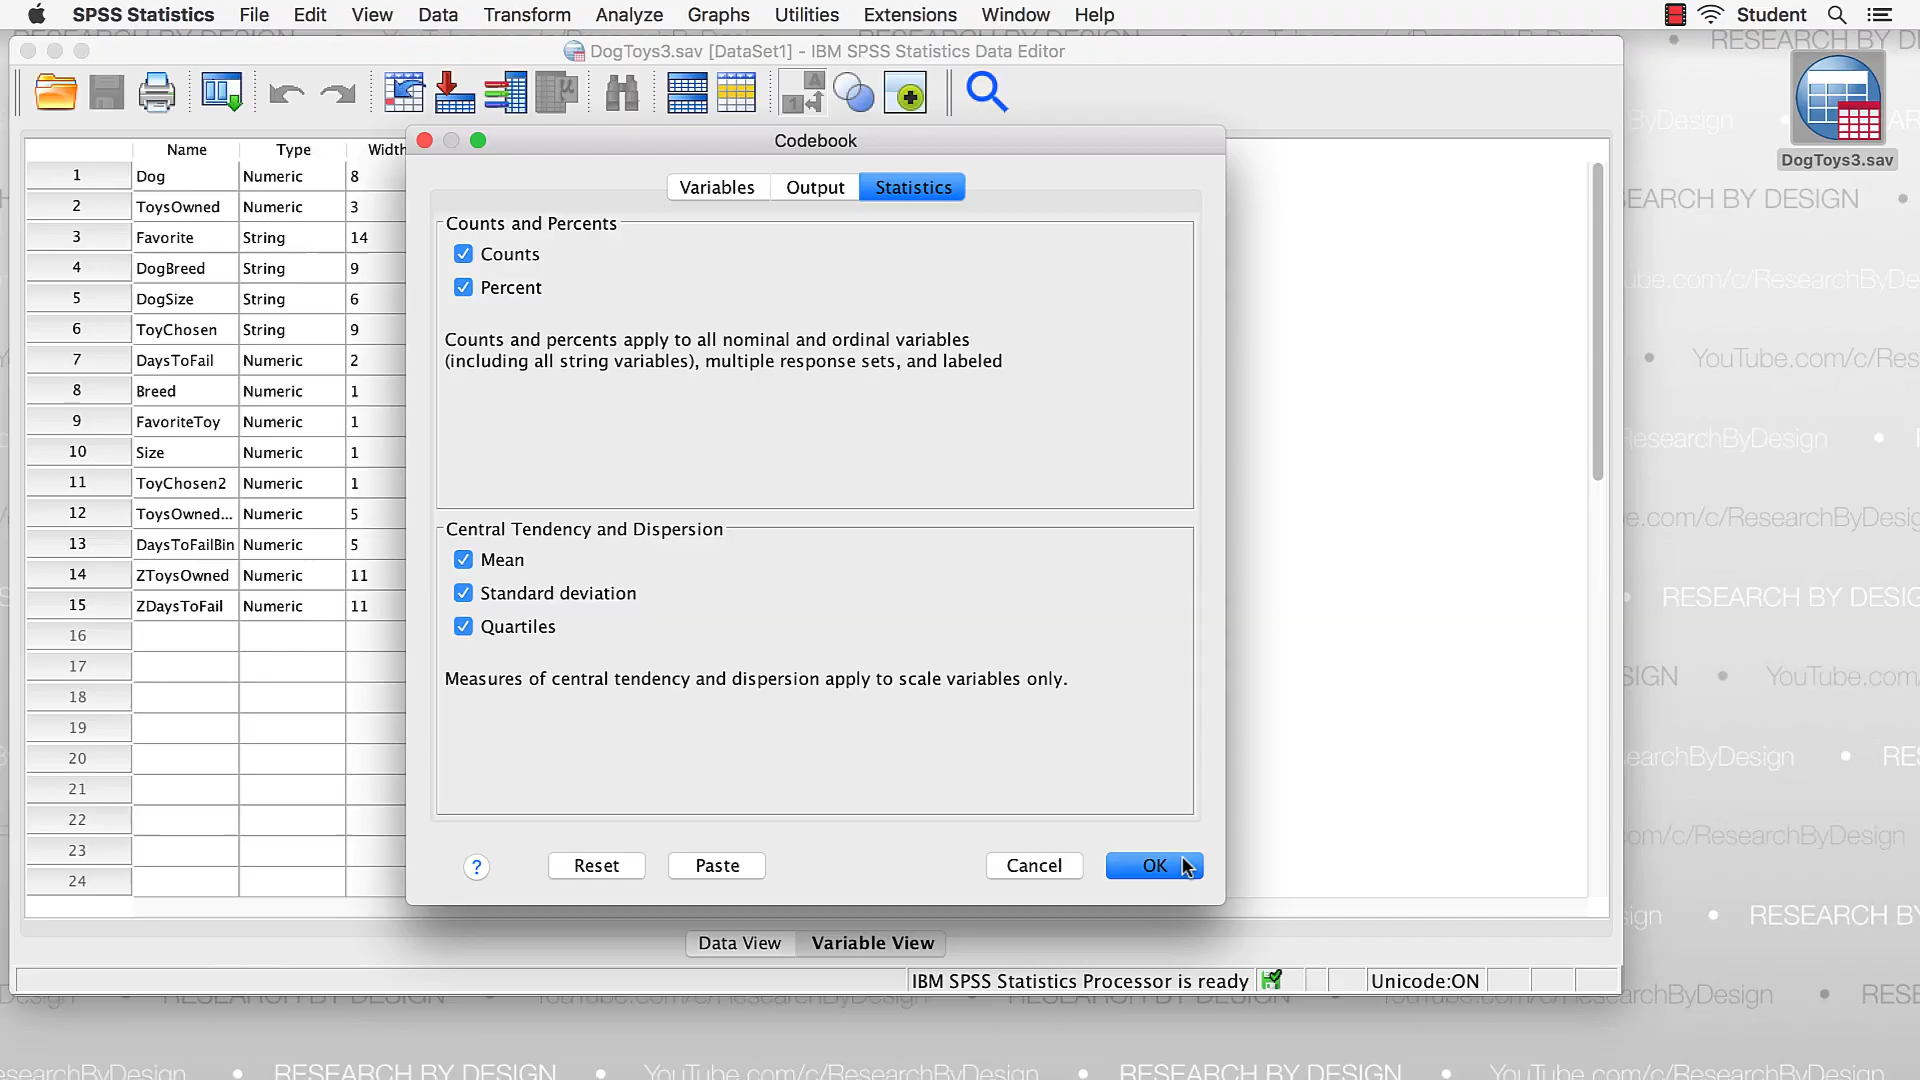 SPSS Statistics File Edit View Data Transform Analyze Graphs Utilities Extensions Window Help Student
DogToys3.sav [DataSet1] - IBM SPSS Statistics Data Editor
DogToys3.sav
Codebook
Variables Output Statistics
Name Type Width
1 Dog Numeric 8
2 ToysOwned Numeric 3
3 Favorite String 14
4 DogBreed String 9
5 DogSize String 6
6 ToyChosen String 9
7 DaysToFail Numeric 2
8 Breed Numeric 1
9 FavoriteToy Numeric 1
10 Size Numeric 1
11 ToyChosen2 Numeric 1
12 ToysOwned... Numeric 5
13 DaysToFailBin Numeric 5
14 ZToysOwned Numeric 11
15 ZDaysToFail Numeric 11
16
17
18
19
20
21
22
23
24
Counts and Percents
Counts
Percent
Counts and percents apply to all nominal and ordinal variables
(including all string variables), multiple response sets, and labeled
Central Tendency and Dispersion
Mean
Standard deviation
Quartiles
Measures of central tendency and dispersion apply to scale variables only.
? Reset Paste Cancel OK
Data View Variable View
IBM SPSS Statistics Processor is ready Unicode:ON
RESEARCH BY DESIGN • YouTube.com/c/ResearchByDesign • RESEARCH BY DESIGN • YouTube.com/c/ResearchByDesign